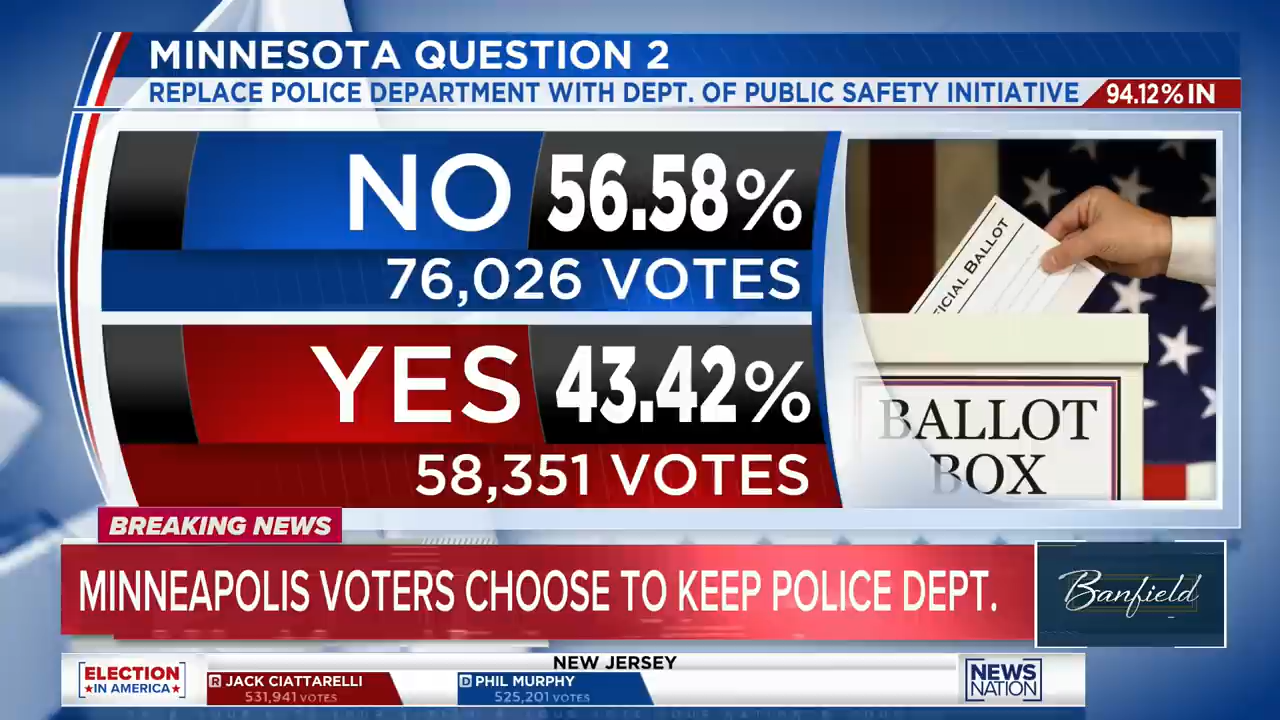 MINNESOTA QUESTION 2
REPLACE POLICE DEPARTMENT WITH DEPT. OF PUBLIC SAFETY INITIATIVE
94.12% IN
NO 56.58%
76,026 VOTES
YES 43.42%
58,351 VOTES
FICIAL BALLOT
BALLOT
BOX
BREAKING NEWS
MINNEAPOLIS VOTERS CHOOSE TO KEEP POLICE DEPT.
Banfield
ELECTION
IN AMERICA
NEW JERSEY
R JACK CIATTARELLI
531,941 VOTES
D PHIL MURPHY
525,201 VOTES
NEWS
NATION